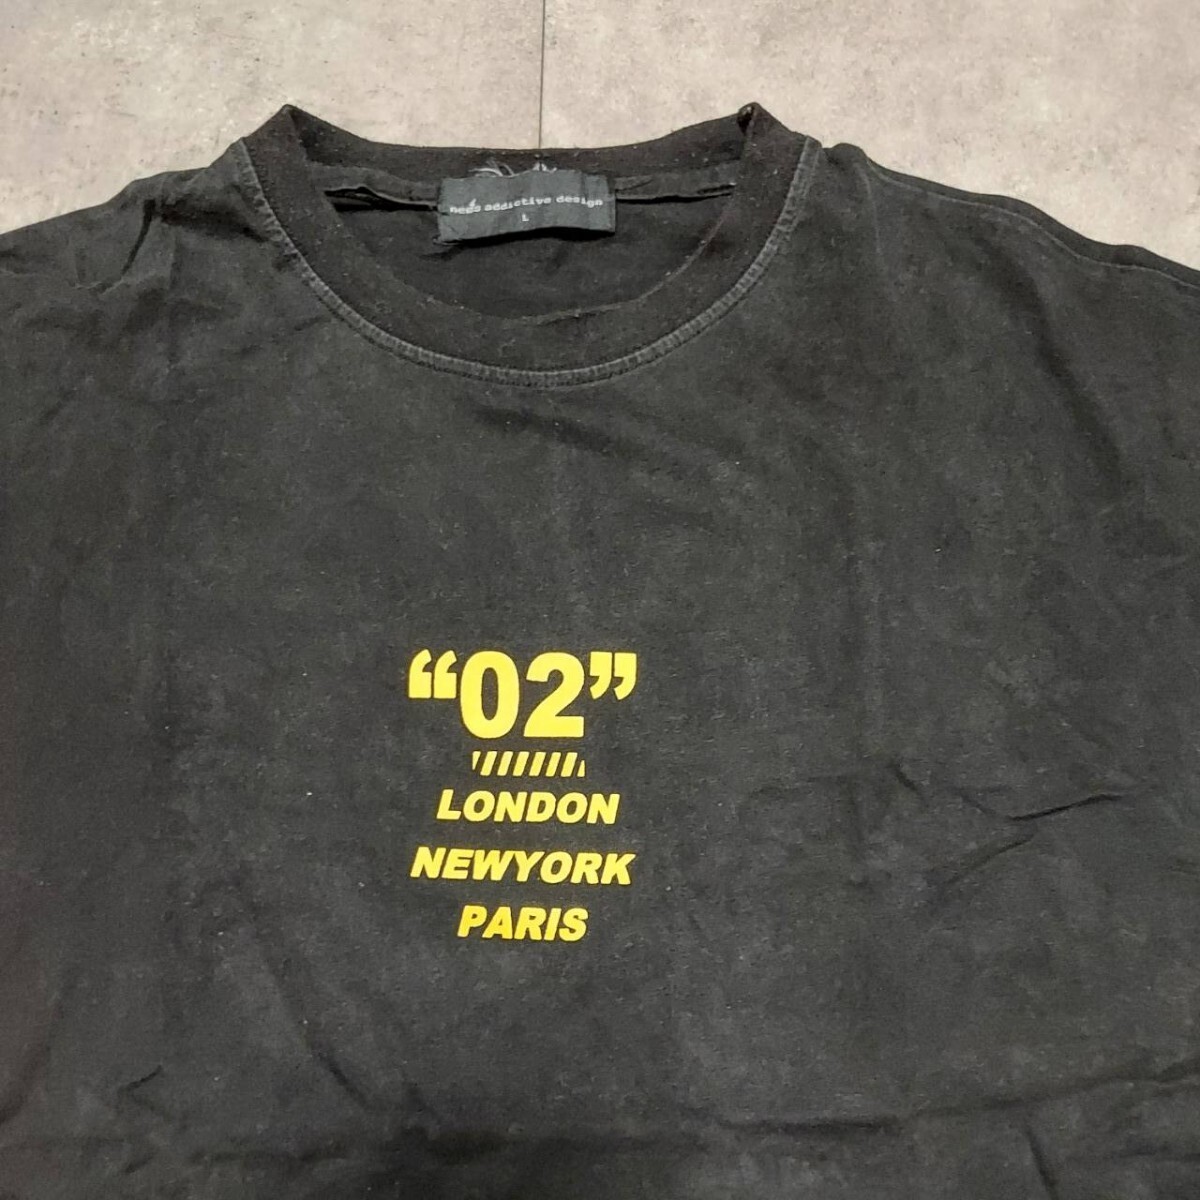 addictive design
L
“02”
LONDON
NEWYORK
PARIS